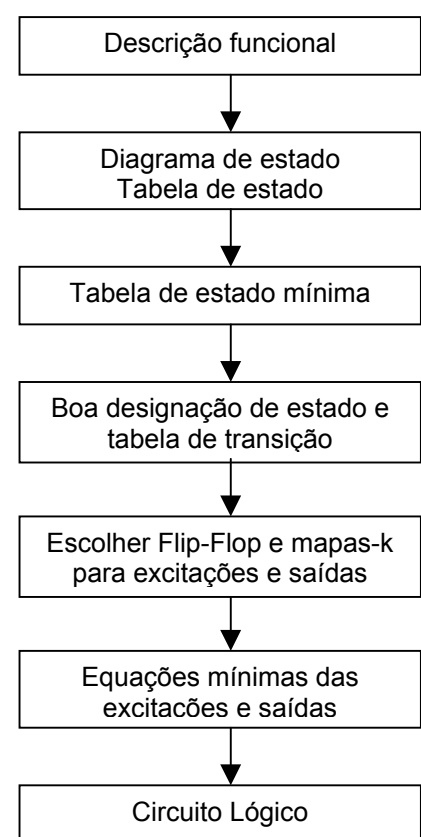 Descrição funcional
Diagrama de estado
Tabela de estado
Tabela de estado mínima
Boa designação de estado e
tabela de transição
Escolher Flip-Flop e mapas-k
para excitações e saídas
Equações mínimas das
excitacões e saídas
Circuito Lógico